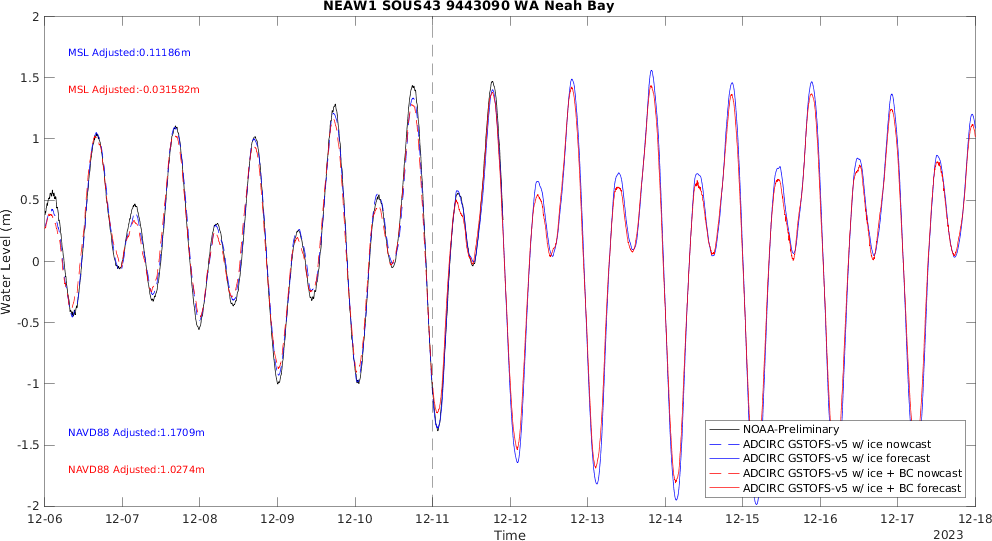 NEAW1 SOUS43 9443090 WA Neah Bay
2
1.5
1
0.5
0
-0.5
-1
-1.5
-2
Water Level (m)
MSL Adjusted:0.11186m
MSL Adjusted:-0.031582m
NAVD88 Adjusted:1.1709m
NAVD88 Adjusted:1.0274m
NOAA-Preliminary
ADCIRC GSTOFS-v5 w/ ice nowcast
ADCIRC GSTOFS-v5 w/ ice forecast
ADCIRC GSTOFS-v5 w/ ice + BC nowcast
ADCIRC GSTOFS-v5 w/ ice + BC forecast
12-06 12-07 12-08 12-09 12-10 12-11 12-12 12-13 12-14 12-15 12-16 12-17 12-18
Time
2023